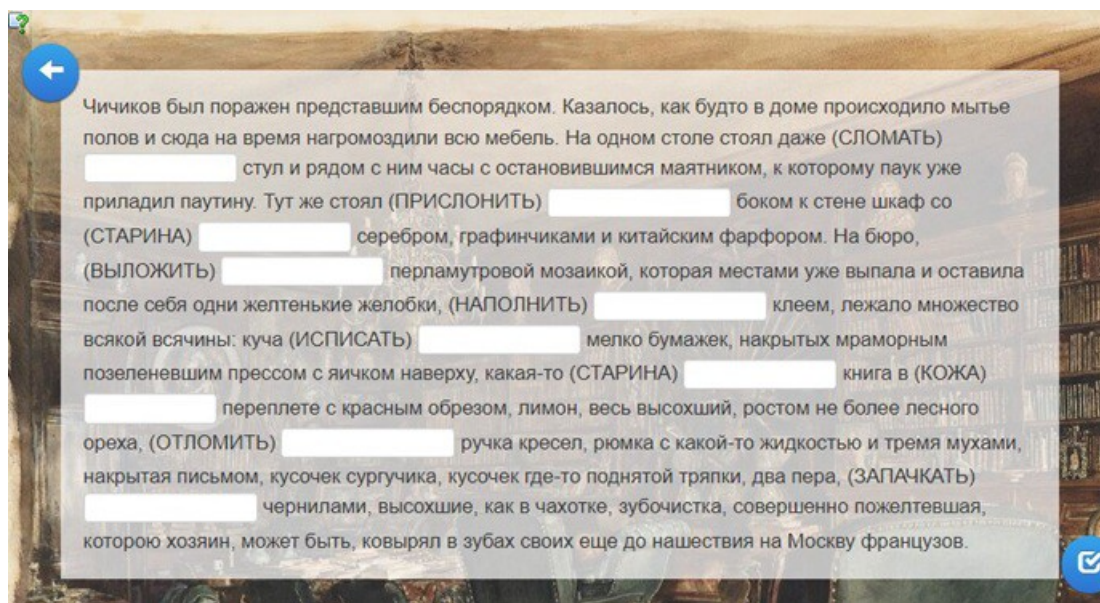 Чичиков был поражен представшим беспорядком. Казалось, как будто в доме происходило мытье
полов и сюда на время нагромоздили всю мебель. На одном столе стоял даже (СЛОМАТЬ)
стул и рядом с ним часы с остановившимся маятником, к которому паук уже
приладил паутину. Тут же стоял (ПРИСЛОНИТЬ) боком к стене шкаф со
(СТАРИНА) серебром, графинчиками и китайским фарфором. На бюро,
(ВЫЛОЖИТЬ) перламутровой мозаикой, которая местами уже выпала и оставила
после себя одни желтенькие желобки, (НАПОЛНИТЬ) клеем, лежало множество
всякой всячины: куча (ИСПИСАТЬ) мелко бумажек, накрытых мраморным
позеленевшим прессом с яичком наверху, какая-то (СТАРИНА) книга в (КОЖА)
переплете с красным обрезом, лимон, весь высохший, ростом не более лесного
ореха, (ОТЛОМИТЬ) ручка кресел, рюмка с какой-то жидкостью и тремя мухами,
накрытая письмом, кусочек сургучика, кусочек где-то поднятой тряпки, два пера, (ЗАПАЧКАТЬ)
чернилами, высохшие, как в чахотке, зубочистка, совершенно пожелтевшая,
которою хозяин, может быть, ковырял в зубах своих еще до нашествия на Москву французов.